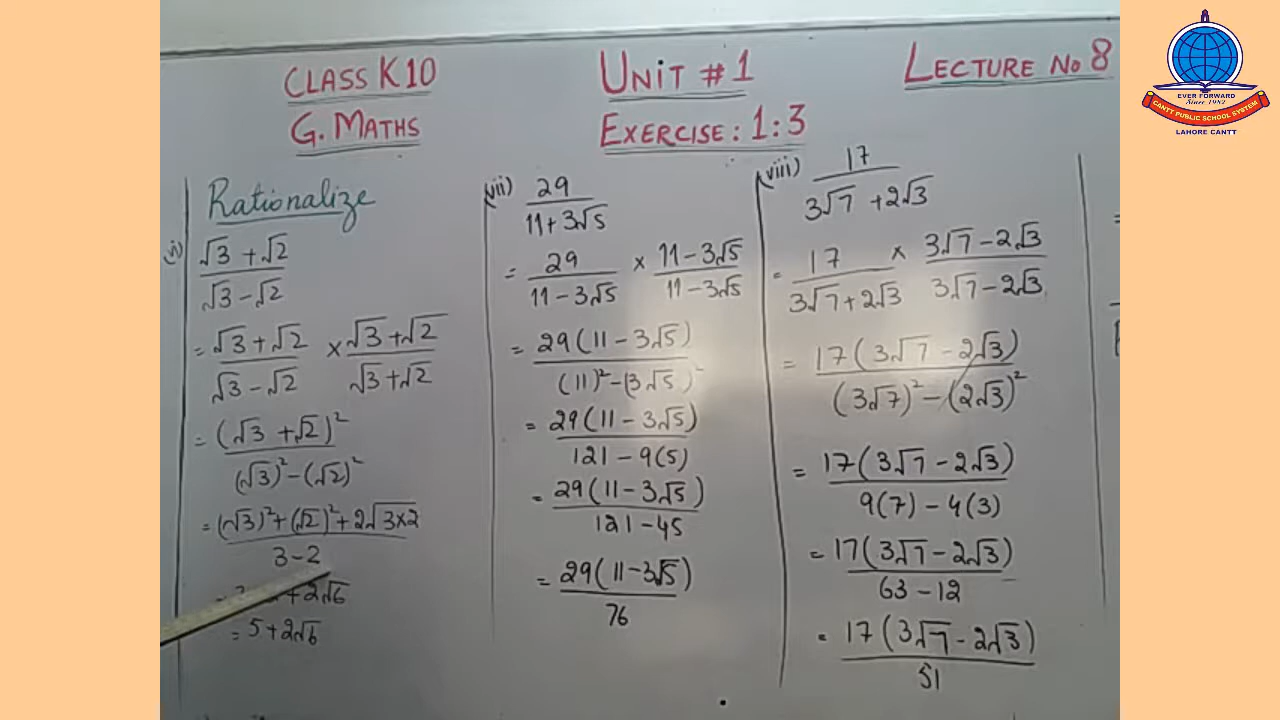 CLASS K10
G. MATHS
UNIT #1
EXERCISE: 1:3
LECTURE NO 8
EVER FORWARD
Since 1982
CANTT PUBLIC SCHOOL SYSTEM
LAHORE CANTT
Rationalize
vi) √3 + √2 / √3 - √2
= √3 + √2 / √3 - √2 × √3 + √2 / √3 + √2
= (√3 + √2)² / (√3)² - (√2)²
= (√3)² + (√2)² + 2√3×2 / 3 - 2
+ 2√6
= 5 + 2√6
vii) 29 / 11 + 3√5
= 29 / 11 - 3√5 × 11 - 3√5 / 11 - 3√5
= 29(11 - 3√5) / (11)² - (3√5)²
= 29(11 - 3√5) / 121 - 9(5)
= 29(11 - 3√5) / 121 - 45
= 29(11 - 3√5) / 76
viii) 17 / 3√7 + 2√3
= 17 / 3√7 + 2√3 × 3√7 - 2√3 / 3√7 - 2√3
= 17(3√7 - 2√3) / (3√7)² - (2√3)²
= 17(3√7 - 2√3) / 9(7) - 4(3)
= 17(3√7 - 2√3) / 63 - 12
= 17(3√7 - 2√3) / 51